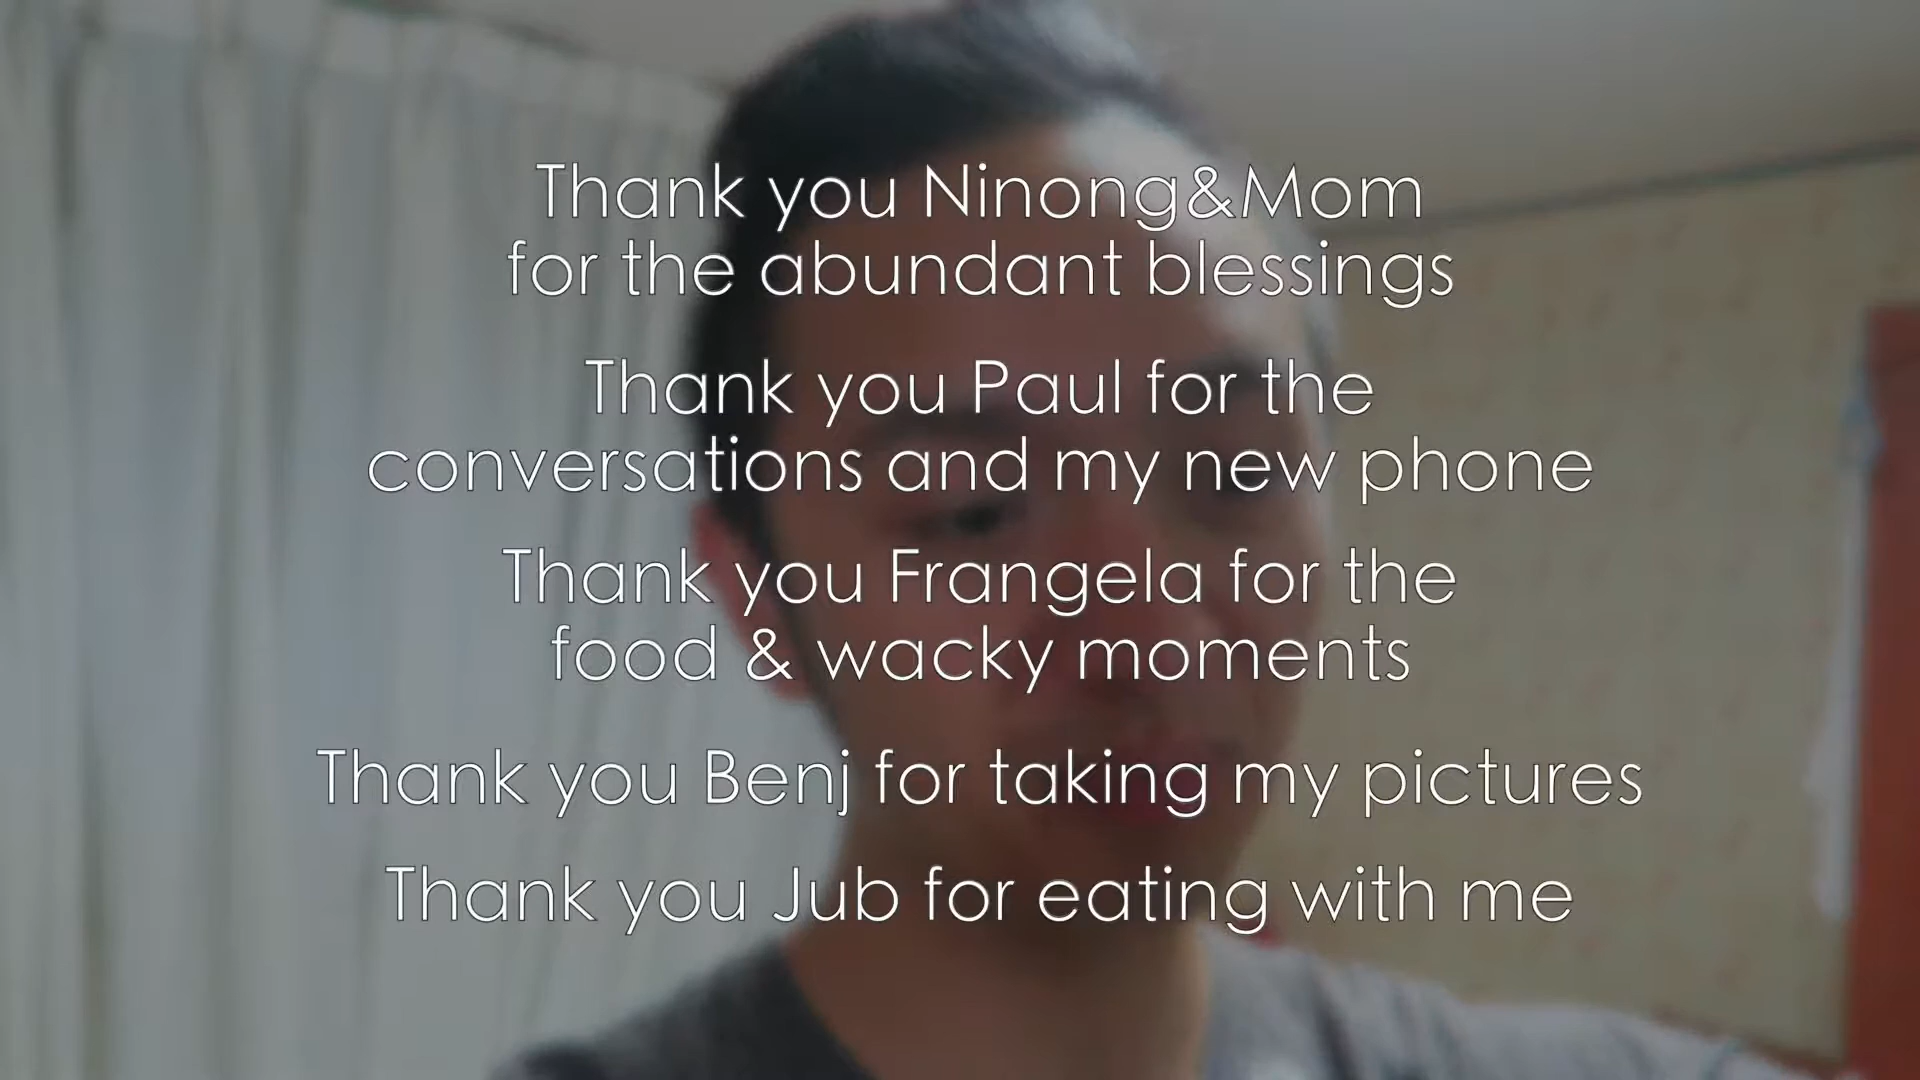 Thank you Ninong&Mom
for the abundant blessings
Thank you Paul for the
conversations and my new phone
Thank you Frangela for the
food & wacky moments
Thank you Benj for taking my pictures
Thank you Jub for eating with me